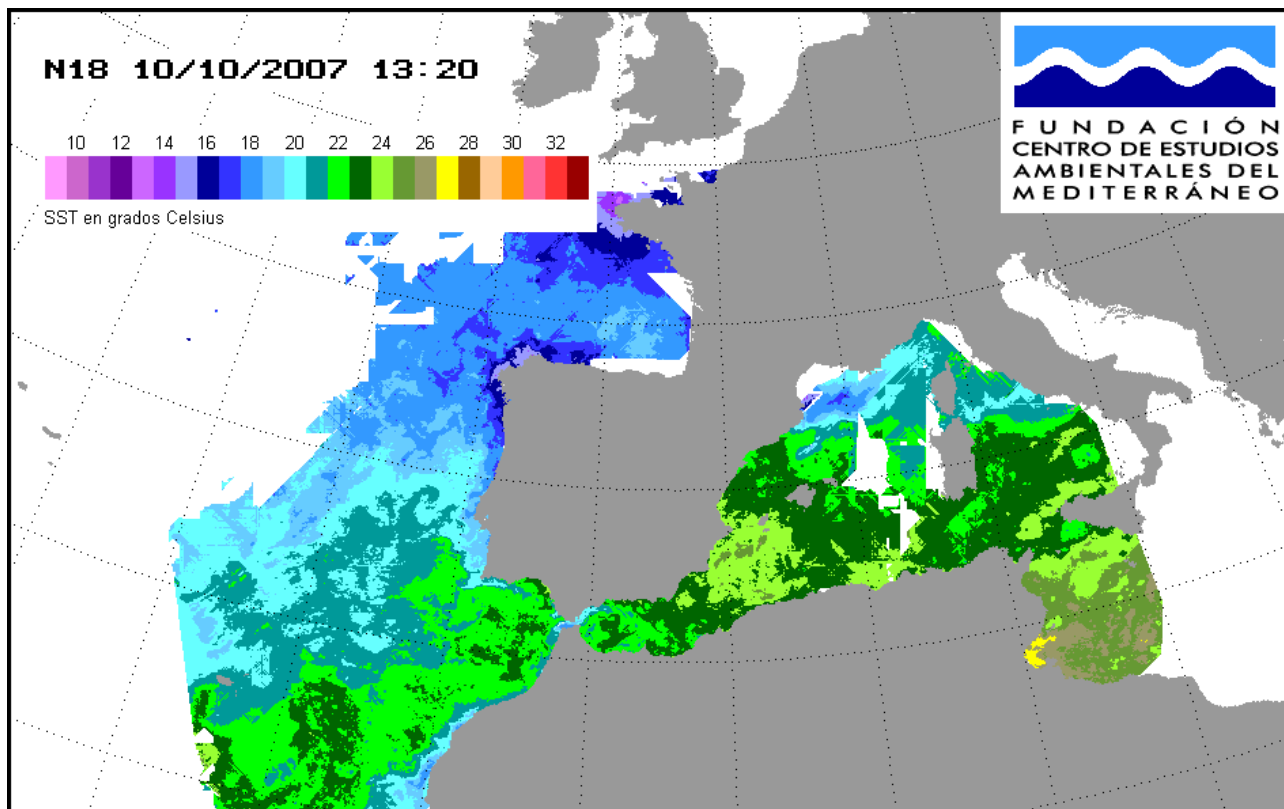 N18 10/10/2007 13:20
10 12 14 16 18 20 22 24 26 28 30 32
SST en grados Celsius
FUNDACIÓN
CENTRO DE ESTUDIOS
AMBIENTALES DEL
MEDITERRÁNEO